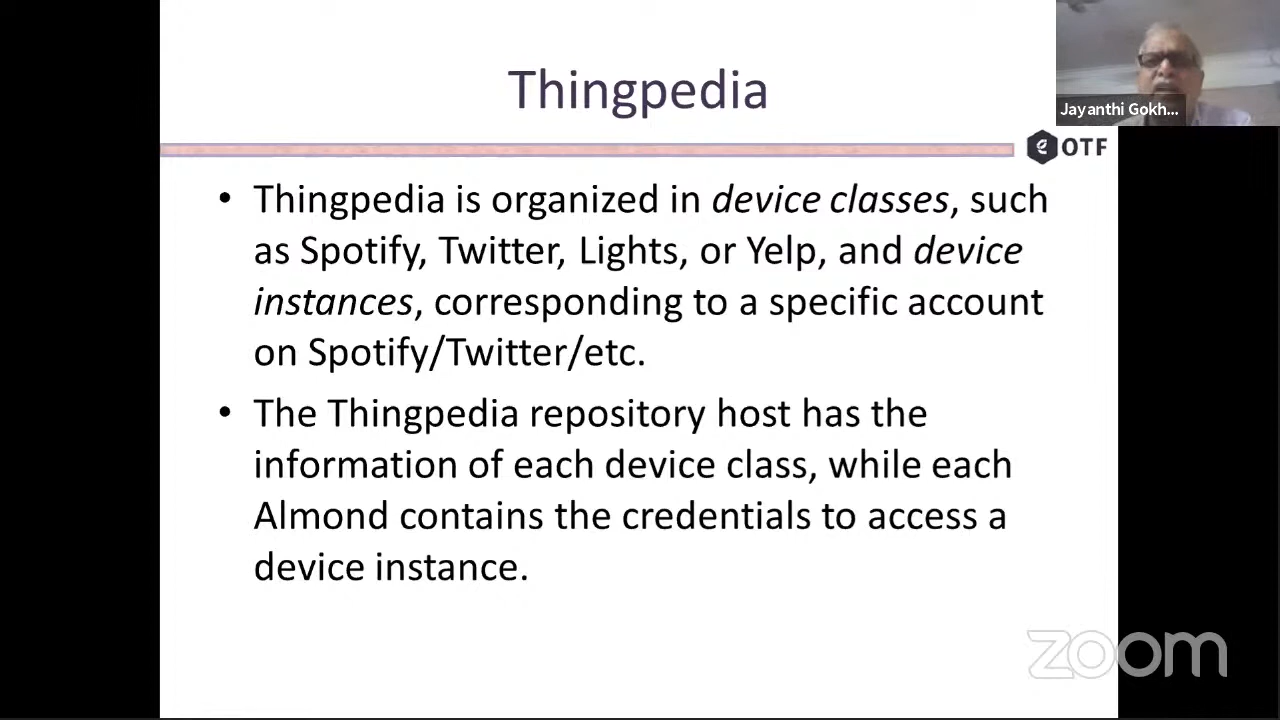 Thingpedia
Jayanthi Gokh...
OTF
• Thingpedia is organized in device classes, such
as Spotify, Twitter, Lights, or Yelp, and device
instances, corresponding to a specific account
on Spotify/Twitter/etc.
• The Thingpedia repository host has the
information of each device class, while each
Almond contains the credentials to access a
device instance.
zoom